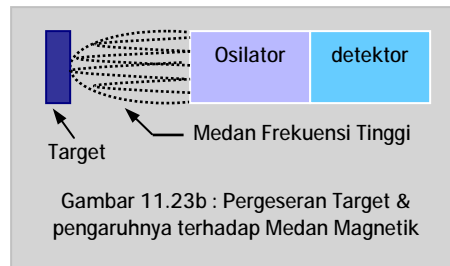 Osilator detektor
Medan Frekuensi Tinggi
Target
Gambar 11.23b : Pergeseran Target &
pengaruhnya terhadap Medan Magnetik